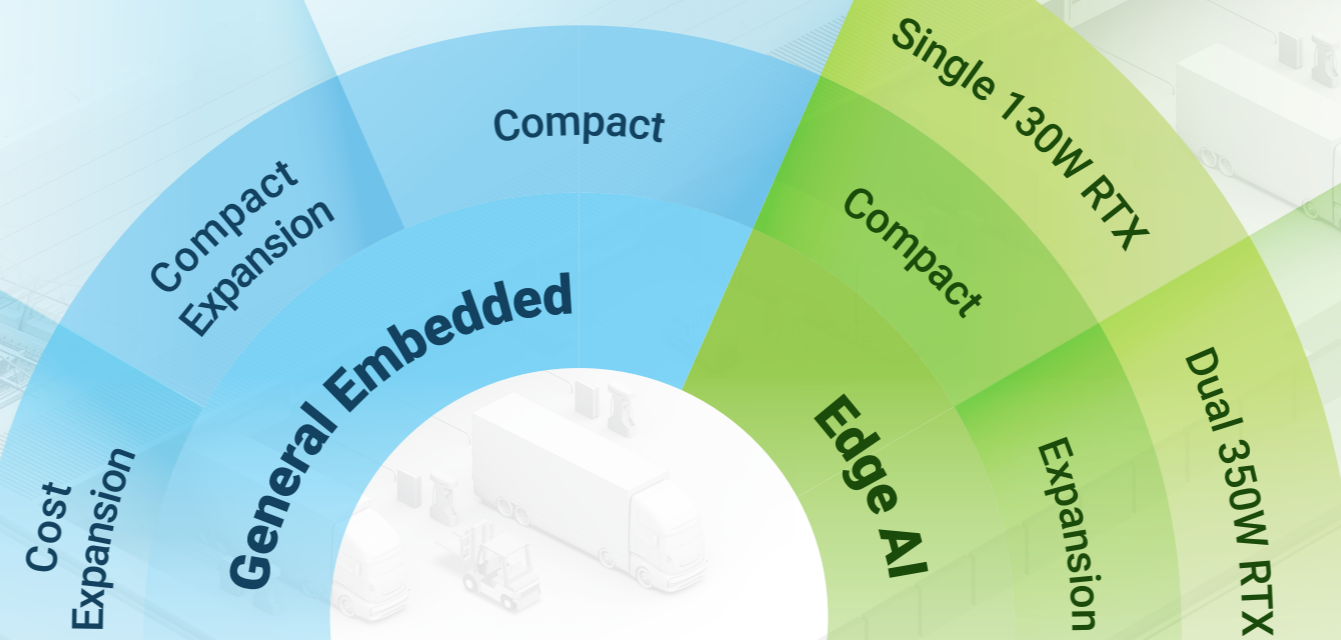 General Embedded
Cost
Expansion
Compact
Expansion
Compact
Edge AI
Compact
Single 130W RTX
Expansion
Dual 350W RTX